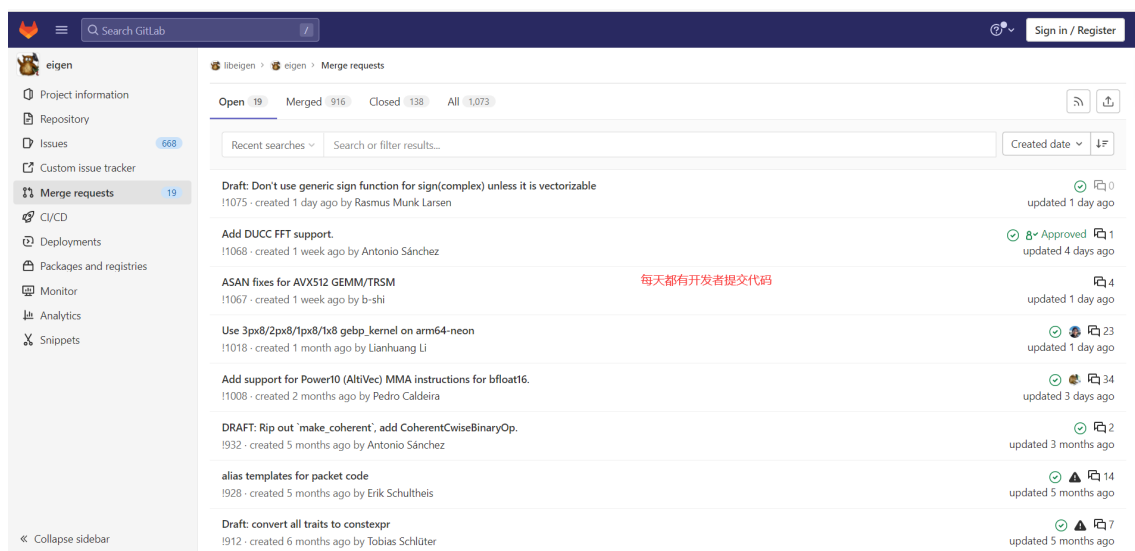 Search GitLab /
Sign in / Register
eigen
libeigen > eigen > Merge requests
Project information
Repository
Issues 668
Custom issue tracker
Merge requests 19
CI/CD
Deployments
Packages and registries
Monitor
Analytics
Snippets
Collapse sidebar
Open 19 Merged 916 Closed 138 All 1,073
Recent searches Search or filter results... Created date
Draft: Don't use generic sign function for sign(complex) unless it is vectorizable 0
!1075 · created 1 day ago by Rasmus Munk Larsen updated 1 day ago
Add DUCC FFT support. Approved 1
!1068 · created 1 week ago by Antonio Sánchez updated 4 days ago
ASAN fixes for AVX512 GEMM/TRSM 每天都有开发者提交代码 4
!1067 · created 1 week ago by b-shi updated 1 day ago
Use 3px8/2px8/1px8/1x8 gebp_kernel on arm64-neon 23
!1018 · created 1 month ago by Lianhuang Li updated 1 day ago
Add support for Power10 (AltiVec) MMA instructions for bfloat16. 34
!1008 · created 2 months ago by Pedro Caldeira updated 3 days ago
DRAFT: Rip out `make_coherent`, add CoherentCwiseBinaryOp. 2
!932 · created 5 months ago by Antonio Sánchez updated 3 months ago
alias templates for packet code 14
!928 · created 5 months ago by Erik Schultheis updated 5 months ago
Draft: convert all traits to constexpr 7
!912 · created 6 months ago by Tobias Schlüter updated 5 months ago